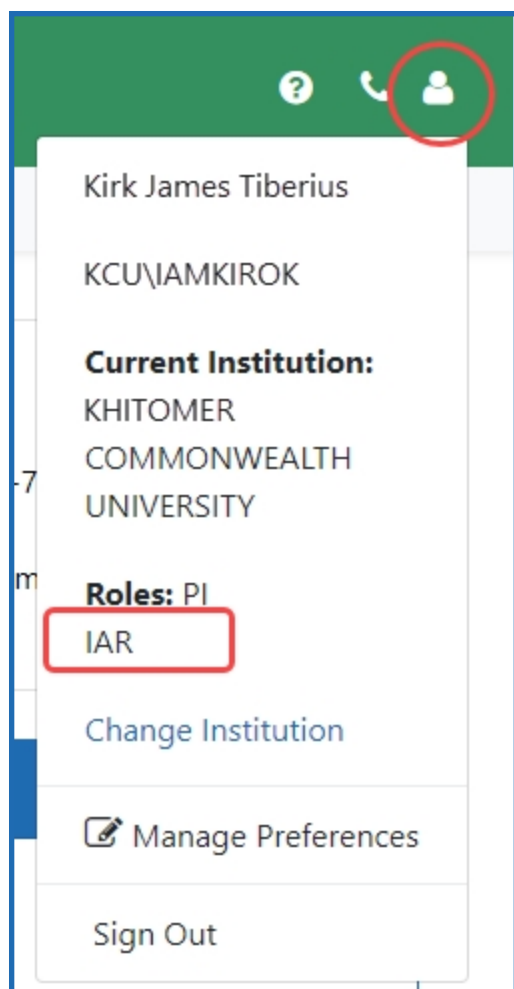 Kirk James Tiberius
KCU\IAMKIROK
Current Institution:
KHITOMER
COMMONWEALTH
UNIVERSITY
-7
m
Roles: PI
IAR
Change Institution
Manage Preferences
Sign Out